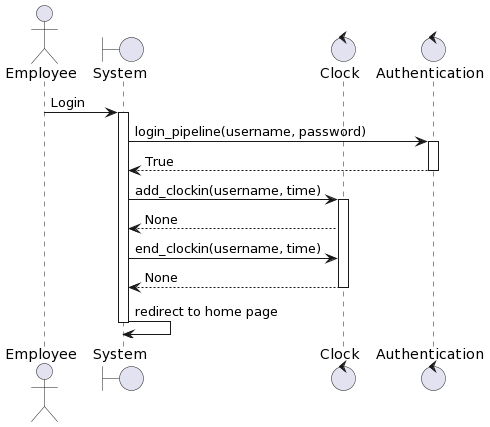 Employee System Clock Authentication
Login
login_pipeline(username, password)
True
add_clockin(username, time)
None
end_clockin(username, time)
None
redirect to home page
Employee System Clock Authentication